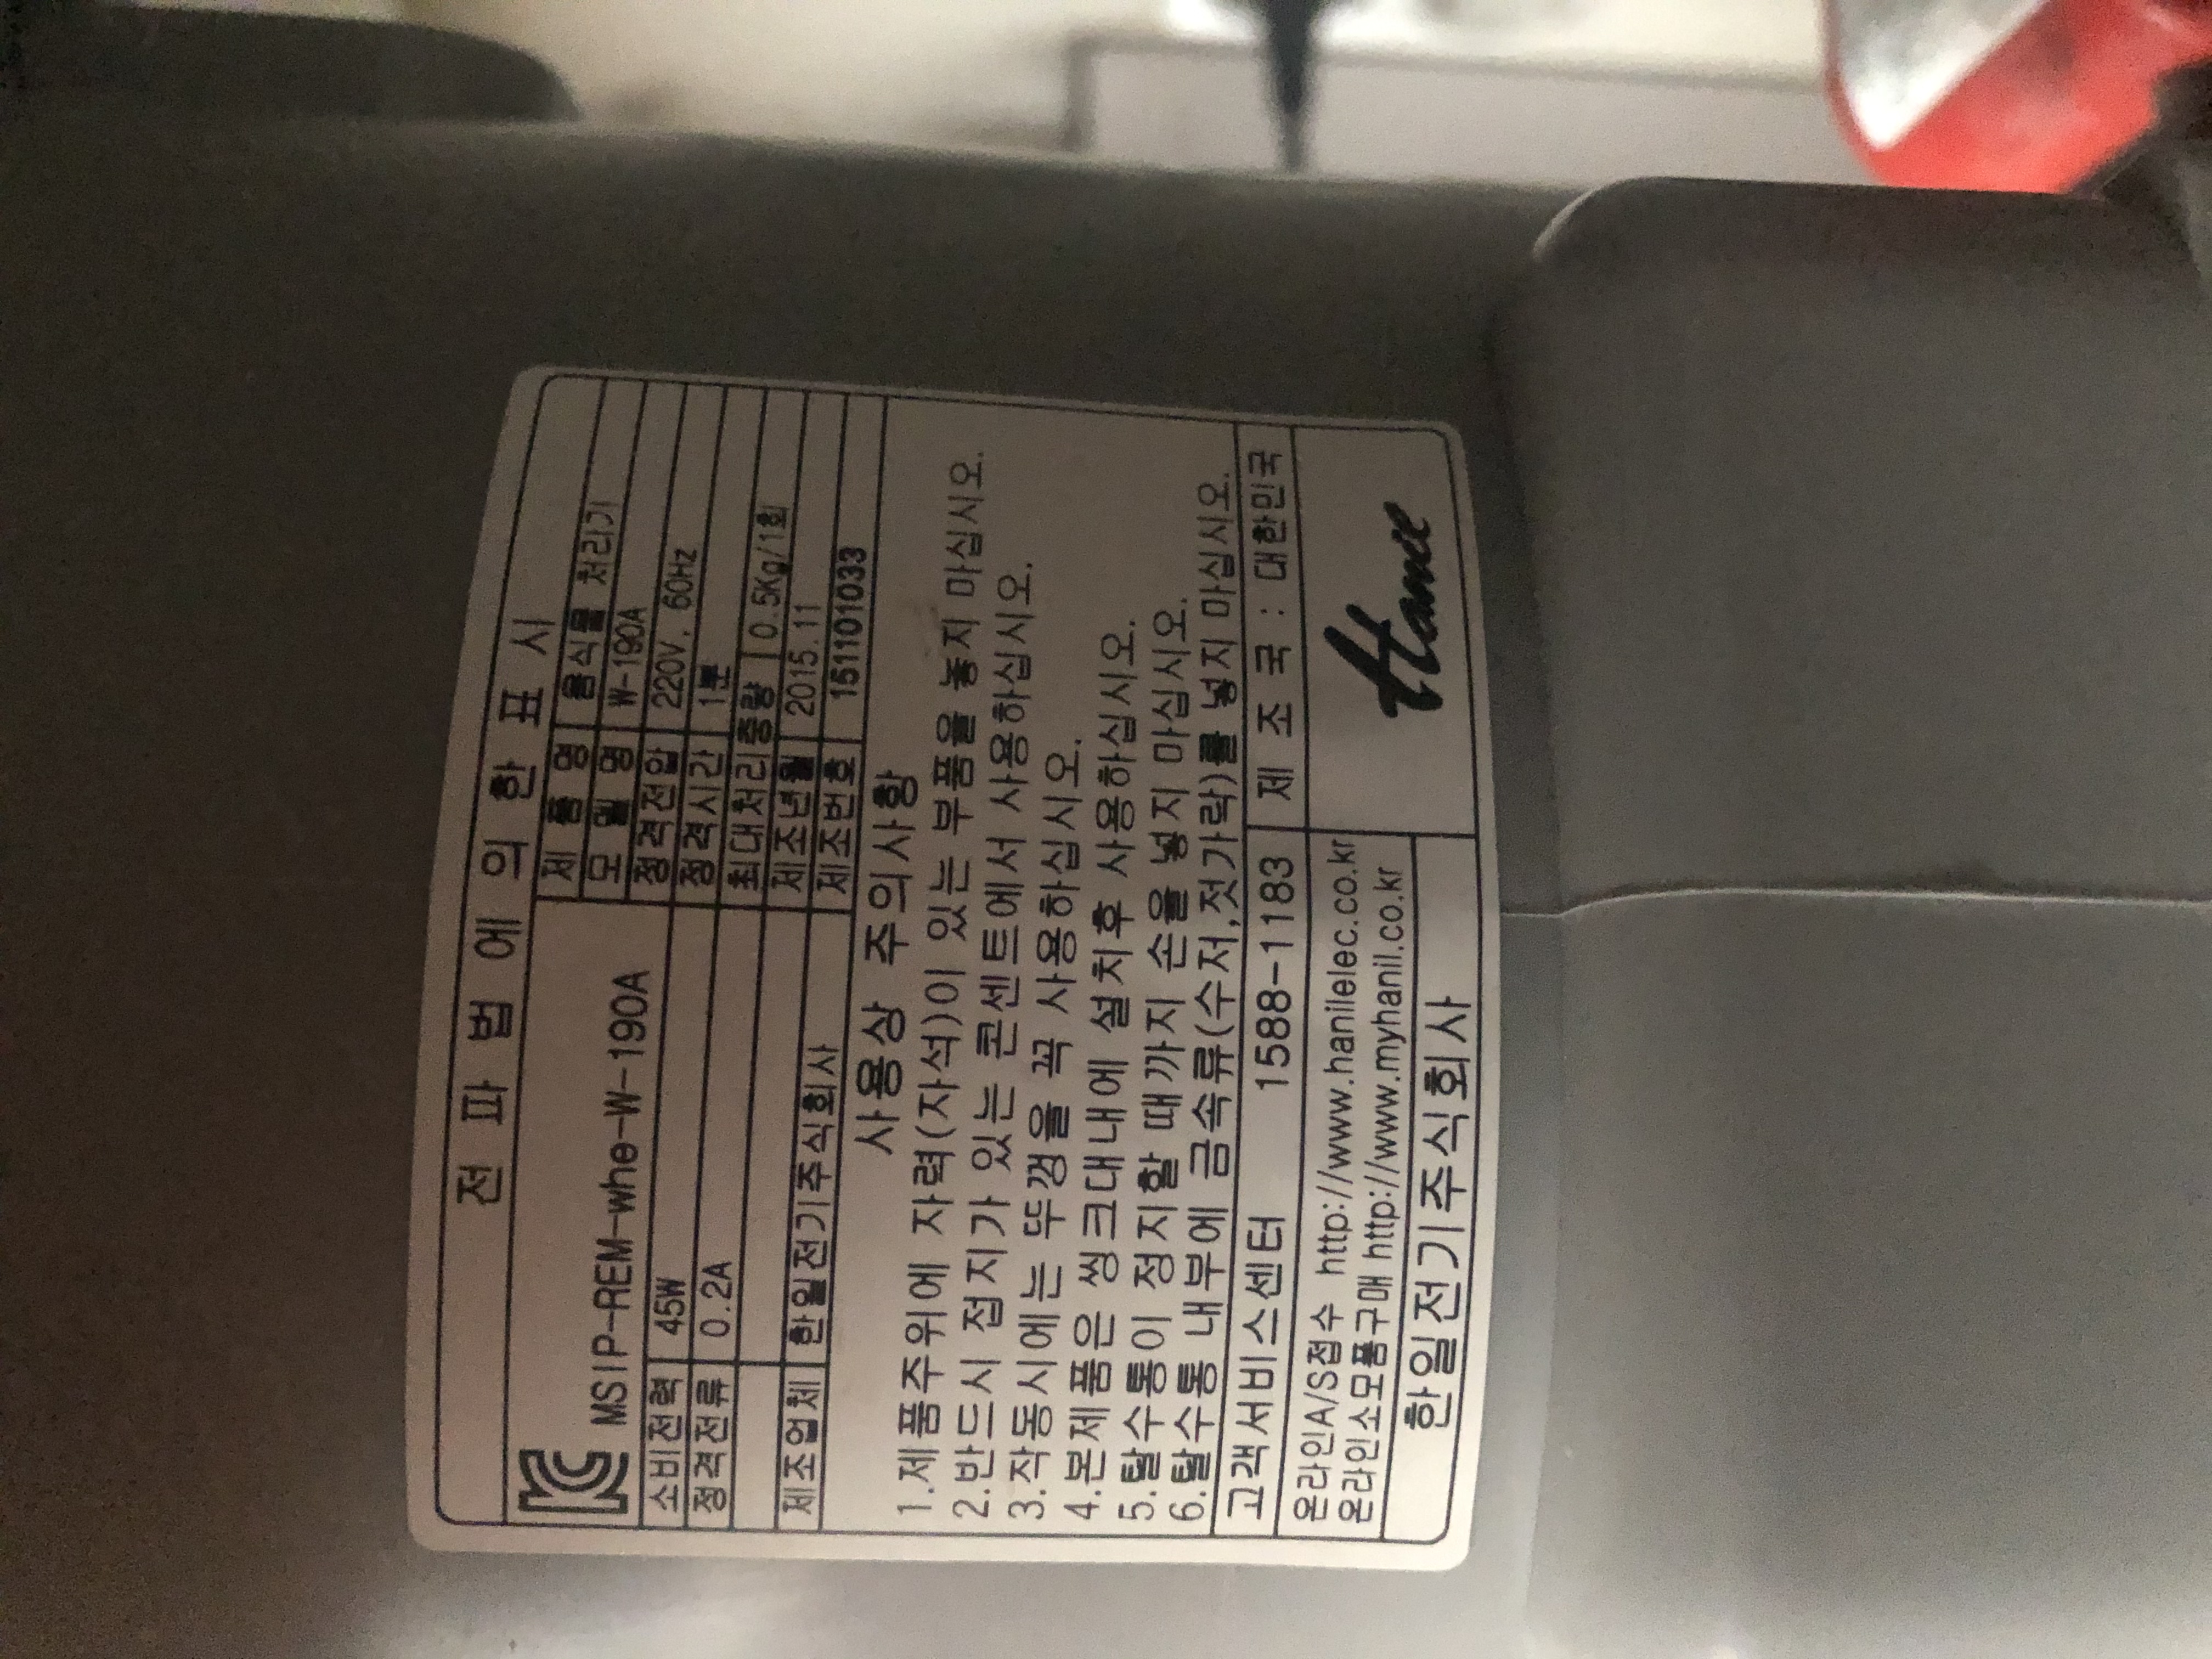 전 파 법 에 의 한 표 시
MSIP-REM-whe-W-190A
제 품 명 음식물 처리기
모 델 명 W-190A
소비전력 45W 정격전압 220V, 60Hz
정격전류 0.2A 정격시간 1분
최대처리중량 0.5Kg/1회
제조년월 2015.11
제조업체 한일전기주식회사 제조번호 151101033
사용상 주의사항
1.제품주위에 자력(자석)이 있는 부품을 놓지 마십시오.
2.반드시 접지가 있는 콘센트에서 사용하십시오.
3.작동시에는 뚜껑을 꼭 사용하십시오.
4.본제품은 씽크대내에 설치후 사용하십시오.
5.탈수통이 정지할 때까지 손을 넣지 마십시오.
6.탈수통 내부에 금속류(수저,젓가락)를 넣지 마십시오.
고객서비스센터 1588-1183 제 조 국 : 대한민국
온라인A/S접수 http://www.hanilelec.co.kr
온라인소모품구매 http://www.myhanil.co.kr
한일전기주식회사